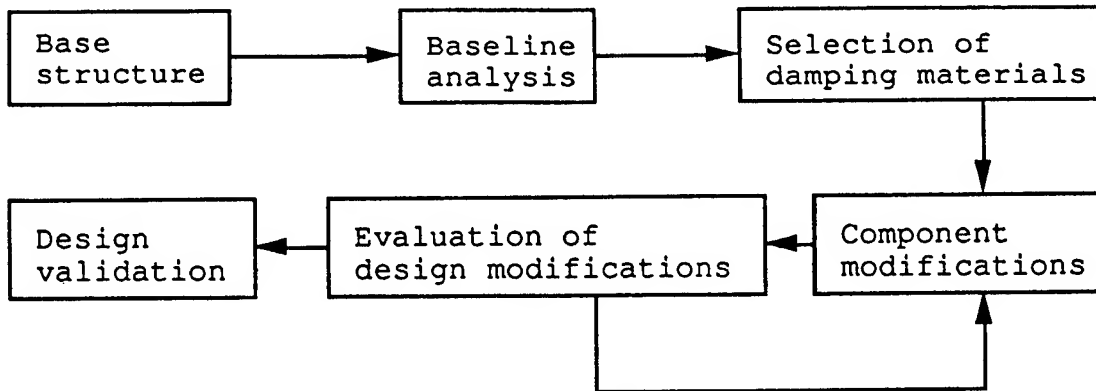 Base
structure
Baseline
analysis
Selection of
damping materials
Component
modifications
Evaluation of
design modifications
Design
validation